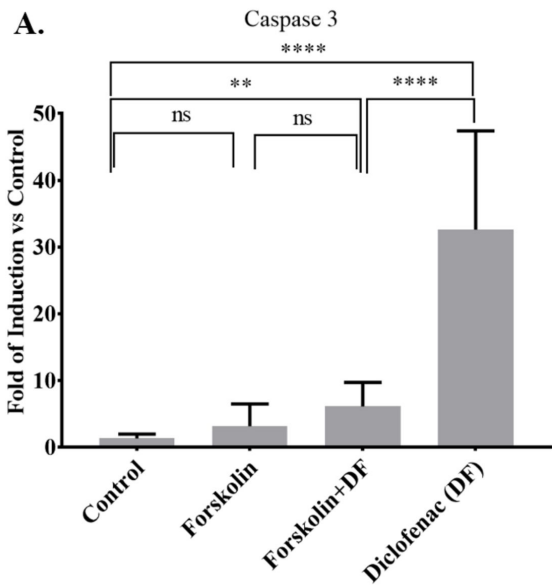 A.
Caspase 3
****
** ****
ns ns
Fold of Induction vs Control
50
40
30
20
10
0
Control
Forskolin
Forskolin+DF
Diclofenac (DF)